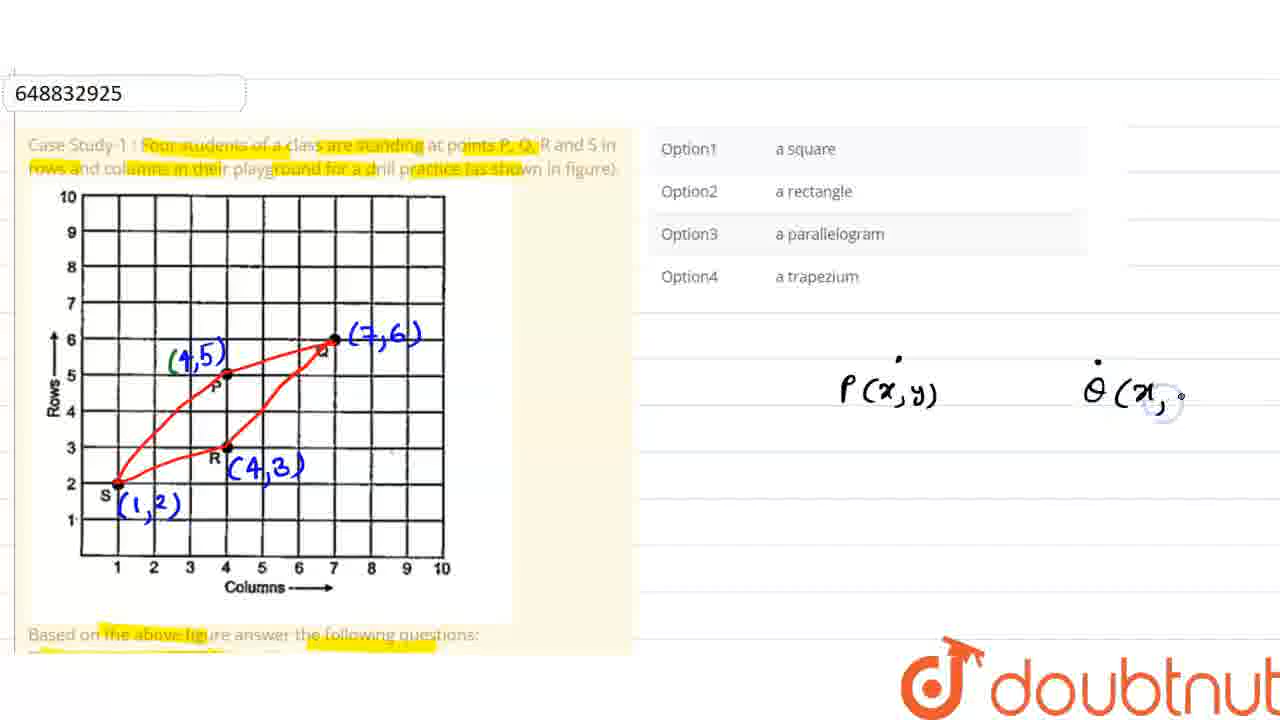 648832925
Case Study-1 : Four students of a class are standing at points P, Q, R and S in
rows and columns in their playground for a drill practice (as shown in figure).
Option1 a square
Option2 a rectangle
Option3 a parallelogram
Option4 a trapezium
10
9
8
7
6
5
4
3
2
1
Rows
(4,5)
P
(7,6)
Q
R
(4,3)
S
(1,2)
1 2 3 4 5 6 7 8 9 10
Columns
P(x,y)
Q(x,
Based on the above figure answer the following questions:
doubtnut